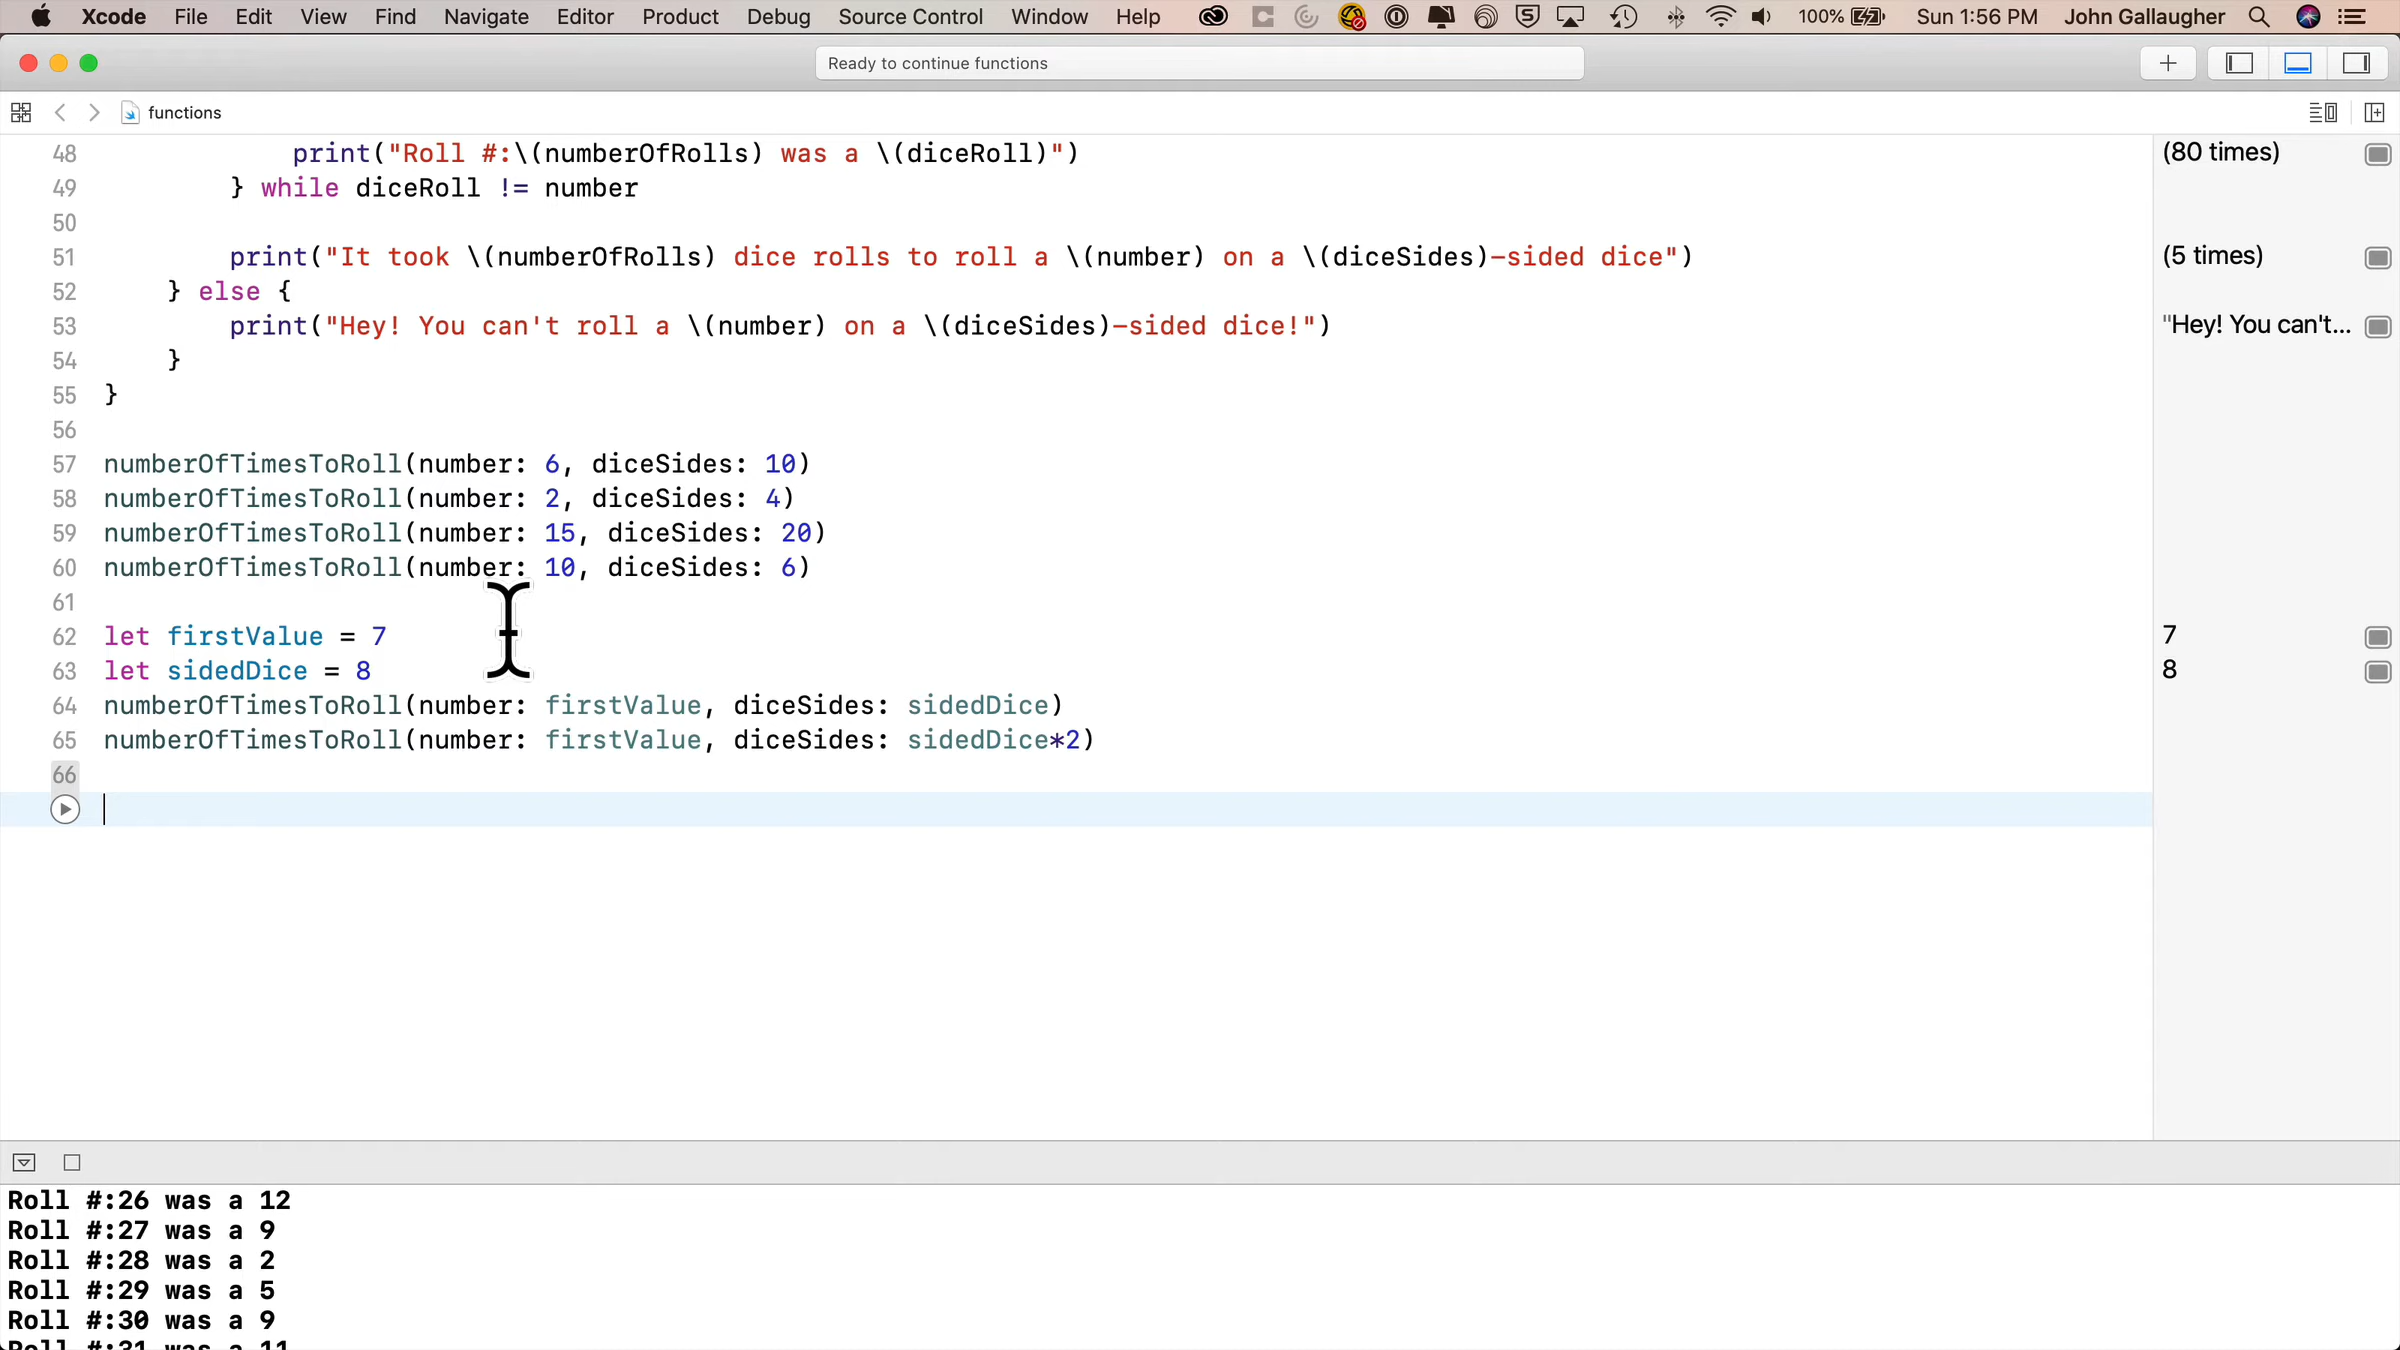 Xcode File Edit View Find Navigate Editor Product Debug Source Control Window Help 100% Sun 1:56 PM John Gallaugher
Ready to continue functions
functions
48 print("Roll #:\(numberOfRolls) was a \(diceRoll)") (80 times)
49 } while diceRoll != number
50
51 print("It took \(numberOfRolls) dice rolls to roll a \(number) on a \(diceSides)-sided dice") (5 times)
52 } else {
53 print("Hey! You can't roll a \(number) on a \(diceSides)-sided dice!") "Hey! You can't...
54 }
55 }
56
57 numberOfTimesToRoll(number: 6, diceSides: 10)
58 numberOfTimesToRoll(number: 2, diceSides: 4)
59 numberOfTimesToRoll(number: 15, diceSides: 20)
60 numberOfTimesToRoll(number: 10, diceSides: 6)
61
62 let firstValue = 7 7
63 let sidedDice = 8 8
64 numberOfTimesToRoll(number: firstValue, diceSides: sidedDice)
65 numberOfTimesToRoll(number: firstValue, diceSides: sidedDice*2)
66
Roll #:26 was a 12
Roll #:27 was a 9
Roll #:28 was a 2
Roll #:29 was a 5
Roll #:30 was a 9
Roll #:31 was a 11